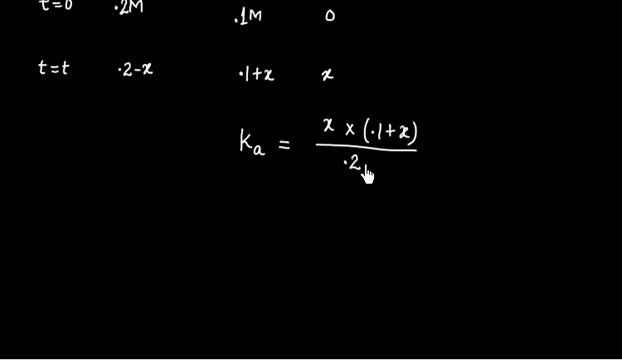 t=0 .2M .1M 0
t=t .2-x .1+x x
Ka = x × (.1+x)
.2